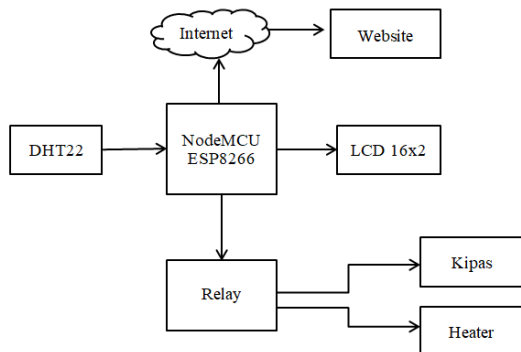 Internet
Website
NodeMCU
ESP8266
DHT22
LCD 16x2
Relay
Kipas
Heater